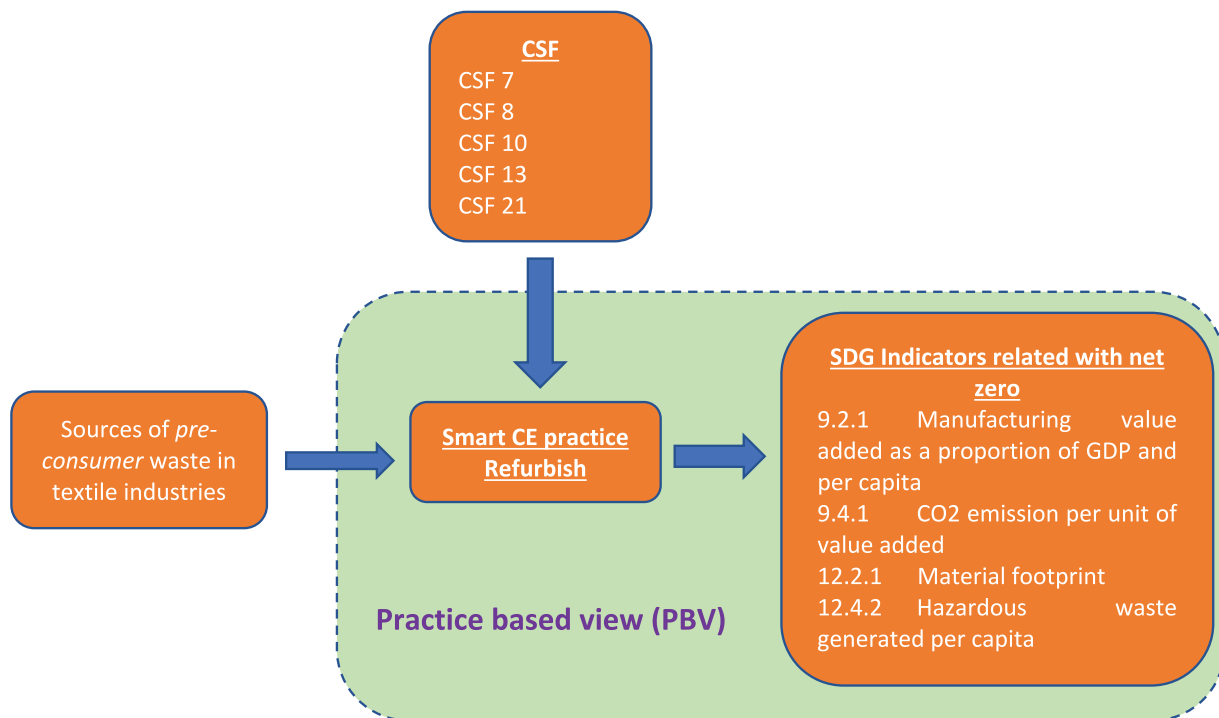 CSF
CSF 7
CSF 8
CSF 10
CSF 13
CSF 21
Sources of pre-
consumer waste in
textile industries
Smart CE practice
Refurbish
SDG Indicators related with net
zero
9.2.1 Manufacturing value
added as a proportion of GDP and
per capita
9.4.1 CO2 emission per unit of
value added
12.2.1 Material footprint
12.4.2 Hazardous waste
generated per capita
Practice based view (PBV)